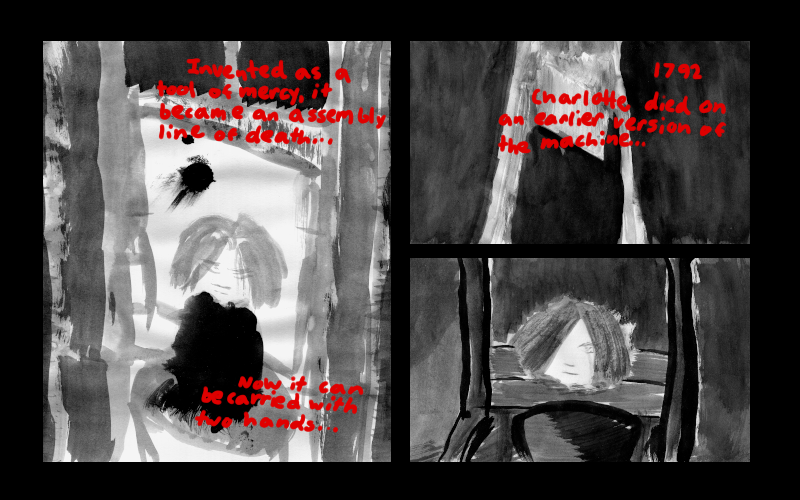 Invented as a
tool of mercy, it
became an assembly
line of death...
Now it can
be carried with
two hands...
1792
Charlotte died on
an earlier version of
the machine...